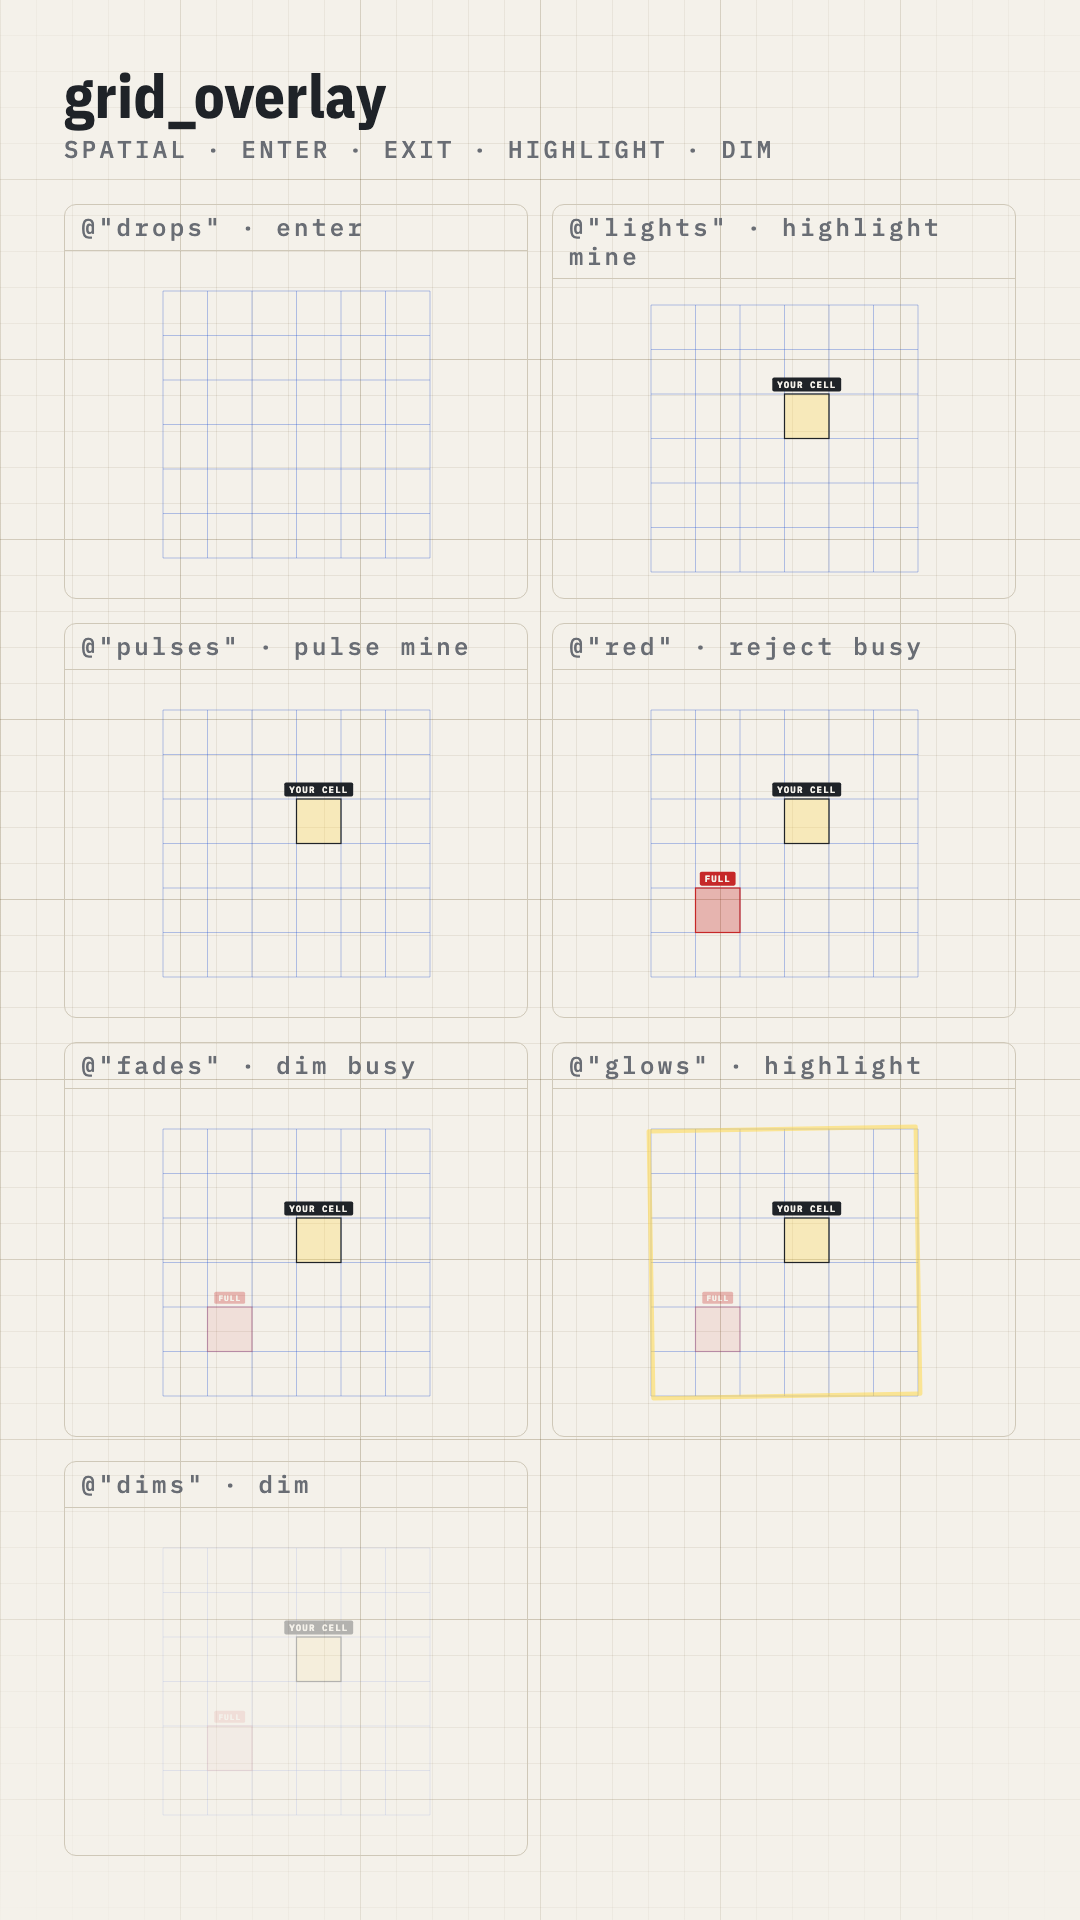 grid_overlay
SPATIAL · ENTER · EXIT · HIGHLIGHT · DIM
@"drops" · enter
@"lights" · highlight
mine
YOUR CELL
@"pulses" · pulse mine
YOUR CELL
@"red" · reject busy
YOUR CELL
FULL
@"fades" · dim busy
YOUR CELL
FULL
@"glows" · highlight
YOUR CELL
FULL
@"dims" · dim
YOUR CELL
FULL